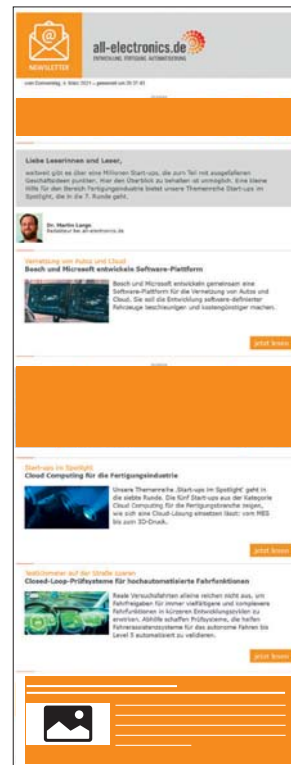 NEWSLETTER
all-electronics.de
ENTWICKLUNG. FERTIGUNG. AUTOMATISIERUNG
Liebe Leserinnen und Leser,
weltweit gibt es über eine Millionen Start-ups, die zum Teil mit ausgefallenen
Geschäftsideen punkten. Hier den Überblick zu behalten ist unmöglich. Eine kleine
Hilfe für den Bereich Fertigungsindustrie bietet unsere Themenreihe Start-ups im
Spotlight, die in die 7. Runde geht.
Dr. Martin Large
Redakteur bei all-electronics.de
Vernetzung von Autos und Cloud
Bosch und Microsoft entwickeln Software-Plattform
Bosch und Microsoft entwickeln gemeinsam eine
Software-Plattform für die Vernetzung von Autos und
Cloud. Sie soll die Entwicklung software-definierter
Fahrzeuge beschleunigen und kostengünstiger machen.
jetzt lesen
Start-ups im Spotlight
Cloud Computing für die Fertigungsindustrie
Unsere Themenreihe ‚Start-ups im Spotlight' geht in
die siebte Runde. Die fünf Start-ups aus der Kategorie
Cloud Computing für die Fertigungsbranche zeigen,
wie sich eine Cloud-Lösung einsetzen lässt: vom MES
bis zum 3D-Druck.
jetzt lesen
Testkilometer auf der Straße sparen
Closed-Loop-Prüfsysteme für hochautomatisierte Fahrfunktionen
Reale Versuchsfahrten alleine reichen nicht aus, um
Fahrfreigaben für immer vielfältigere und komplexere
Fahrfunktionen in kürzeren Entwicklungszyklen zu
erwirken. Abhilfe schaffen Prüfsysteme, die helfen
Fahrerassistenzsysteme für das autonome Fahren bis
Level 5 automatisiert zu validieren.
jetzt lesen